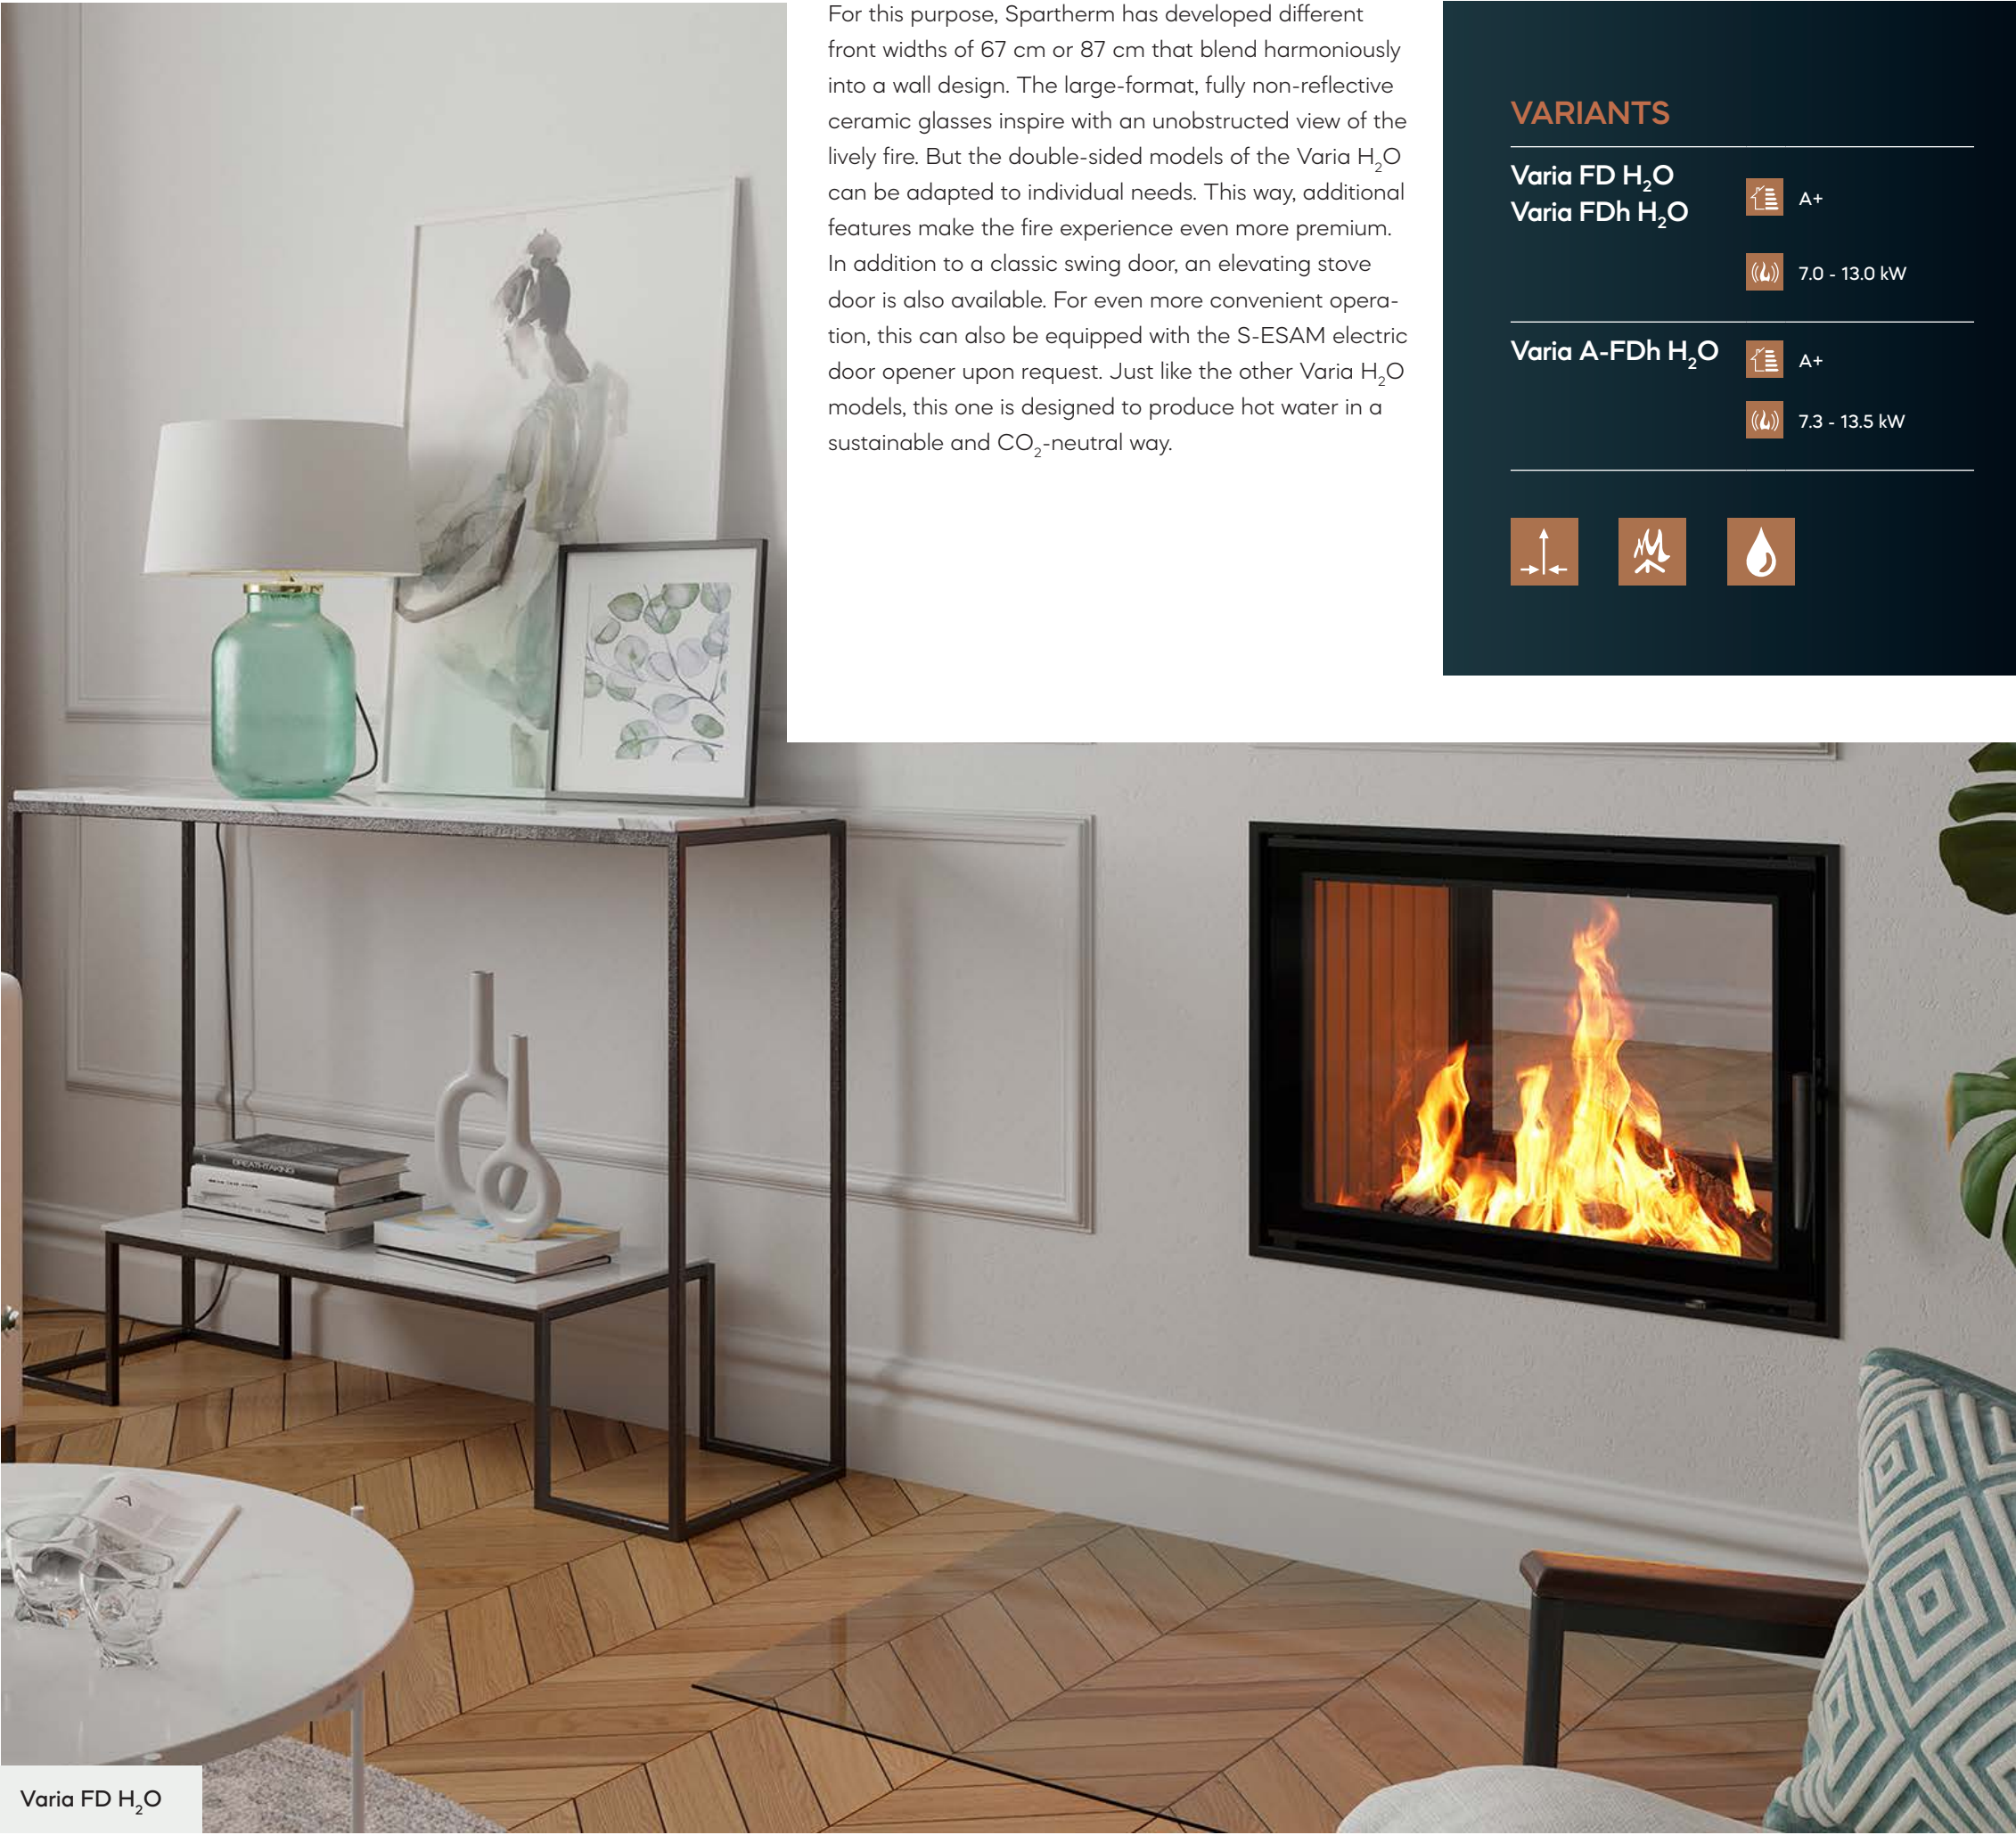 For this purpose, Spartherm has developed different
front widths of 67 cm or 87 cm that blend harmoniously
into a wall design. The large-format, fully non-reflective
ceramic glasses inspire with an unobstructed view of the
lively fire. But the double-sided models of the Varia H₂O
can be adapted to individual needs. This way, additional
features make the fire experience even more premium.
In addition to a classic swing door, an elevating stove
door is also available. For even more convenient opera-
tion, this can also be equipped with the S-ESAM electric
door opener upon request. Just like the other Varia H₂O
models, this one is designed to produce hot water in a
sustainable and CO₂-neutral way.
VARIANTS
Varia FD H₂O
Varia FDh H₂O
A+
7.0 - 13.0 kW
Varia A-FDh H₂O
A+
7.3 - 13.5 kW
BREATHTAKING
A
Varia FD H₂O